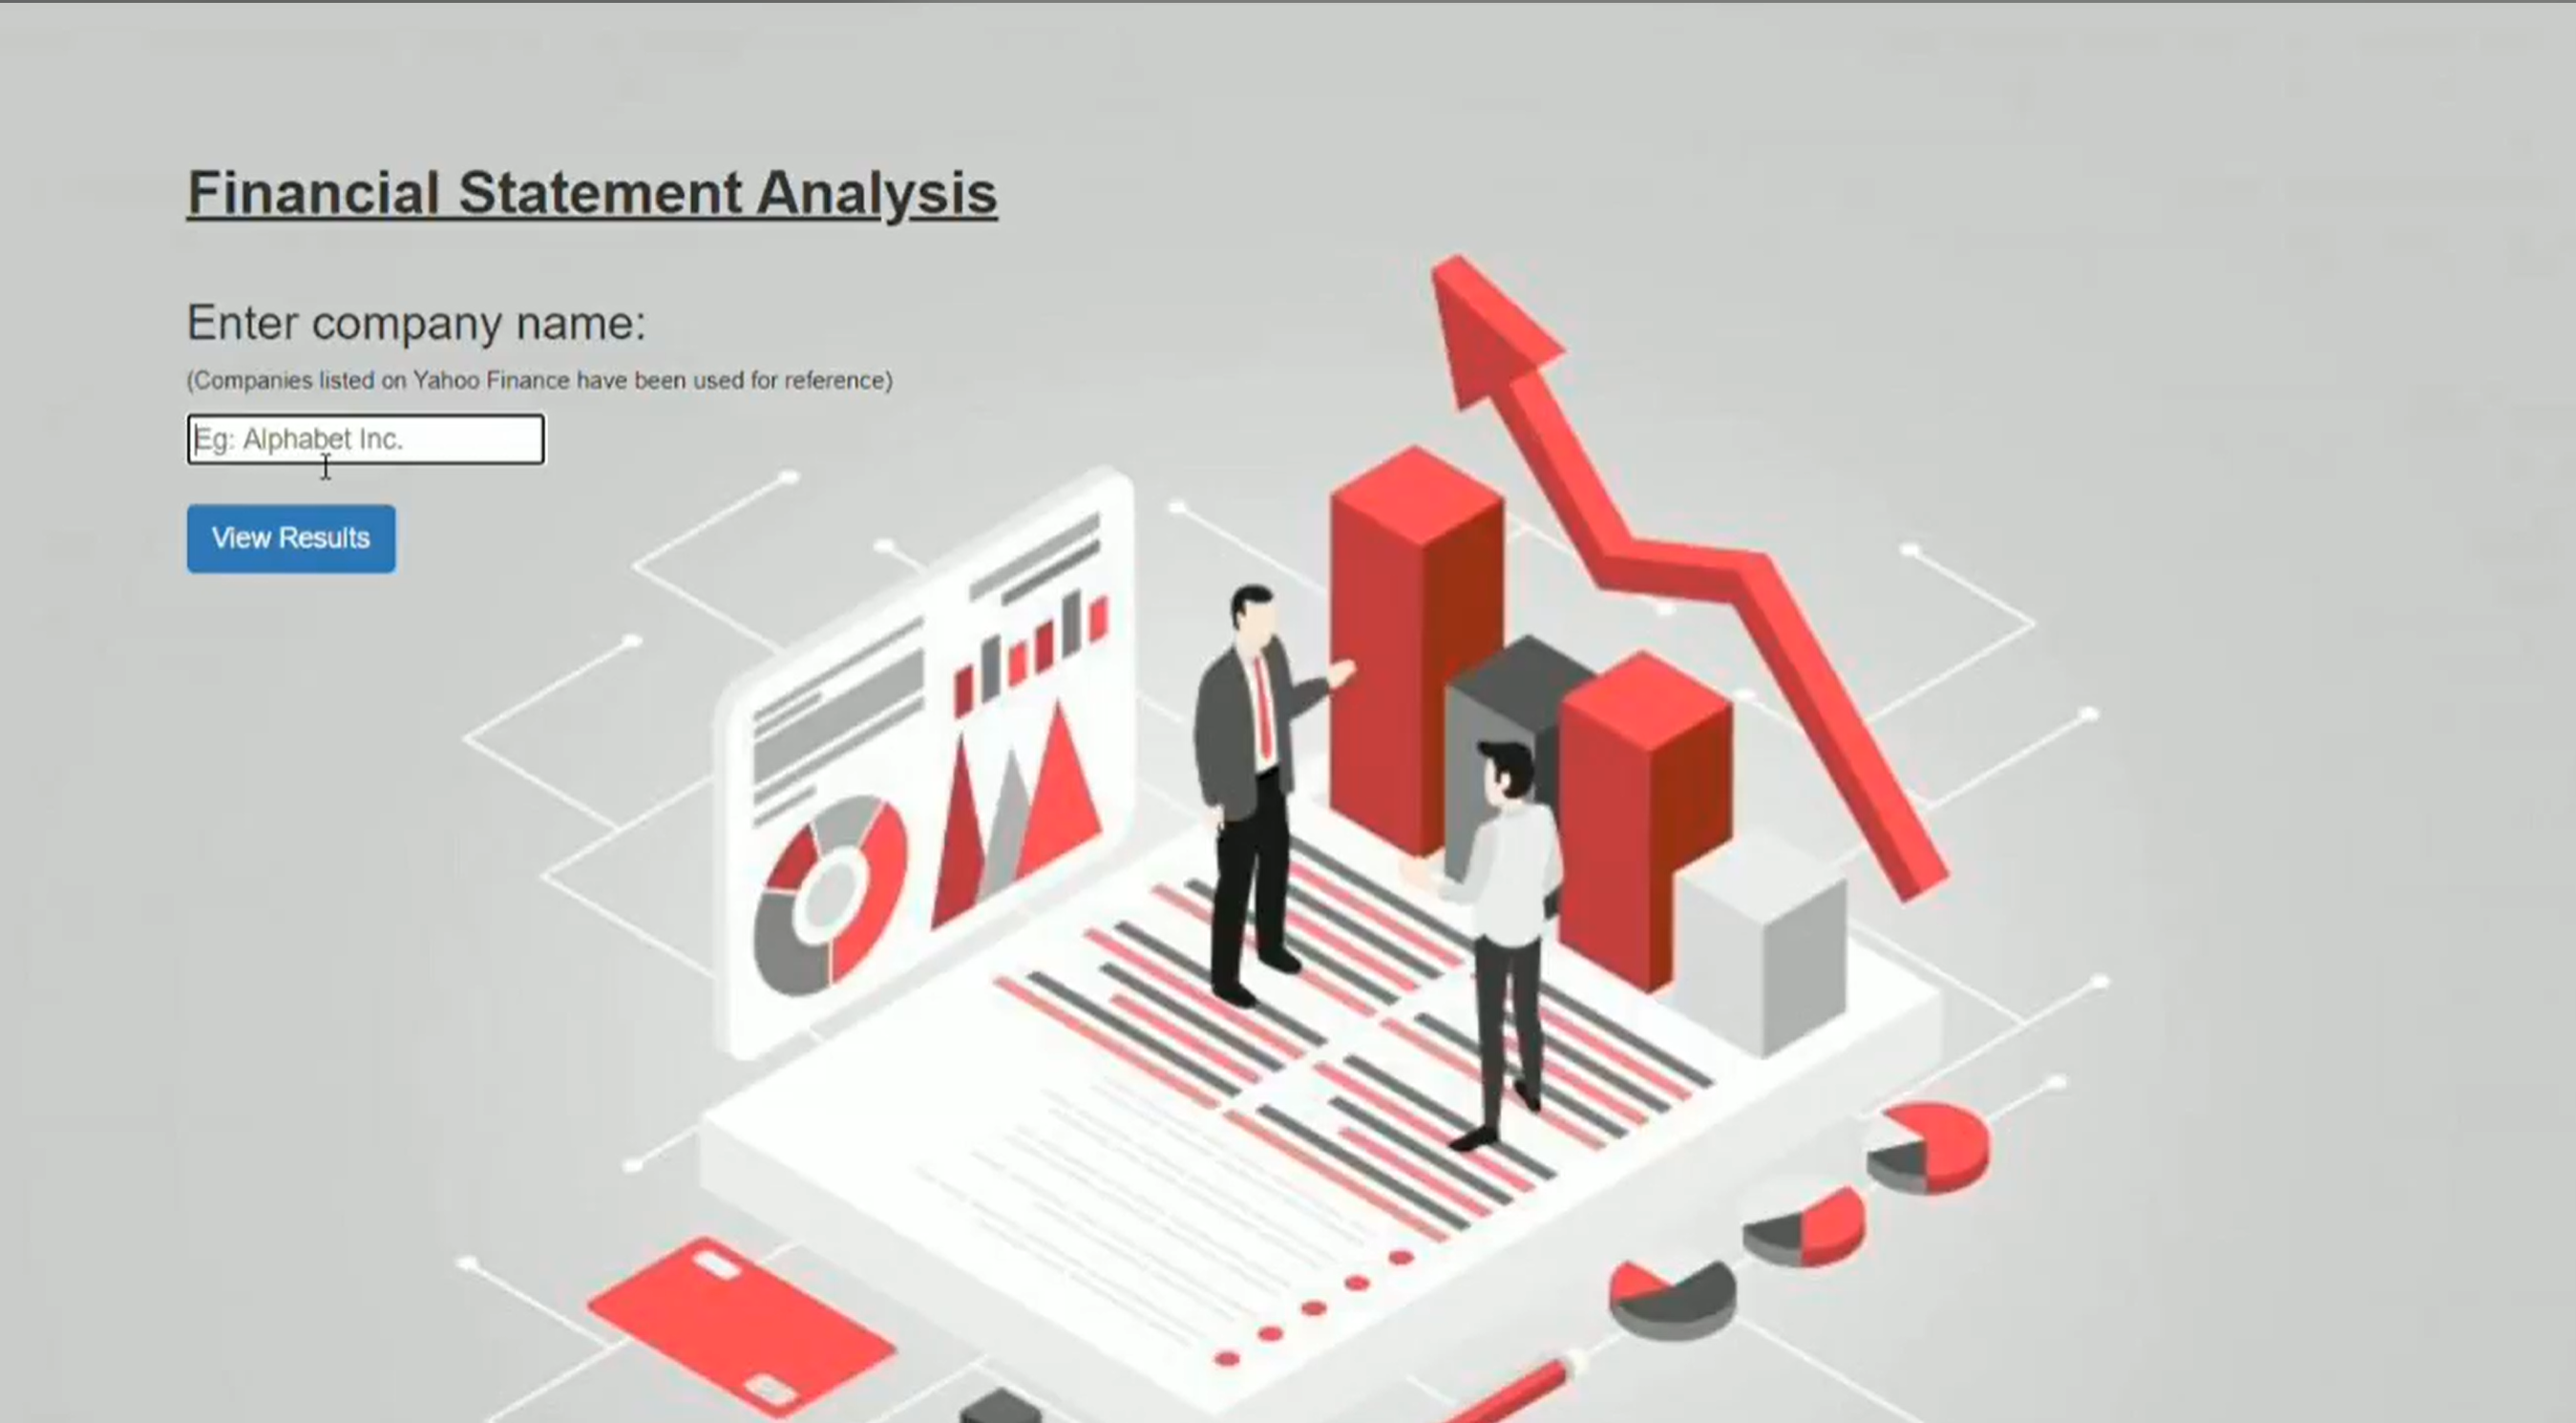 Financial Statement Analysis
Enter company name:
(Companies listed on Yahoo Finance have been used for reference)
Eg: Alphabet Inc.
View Results